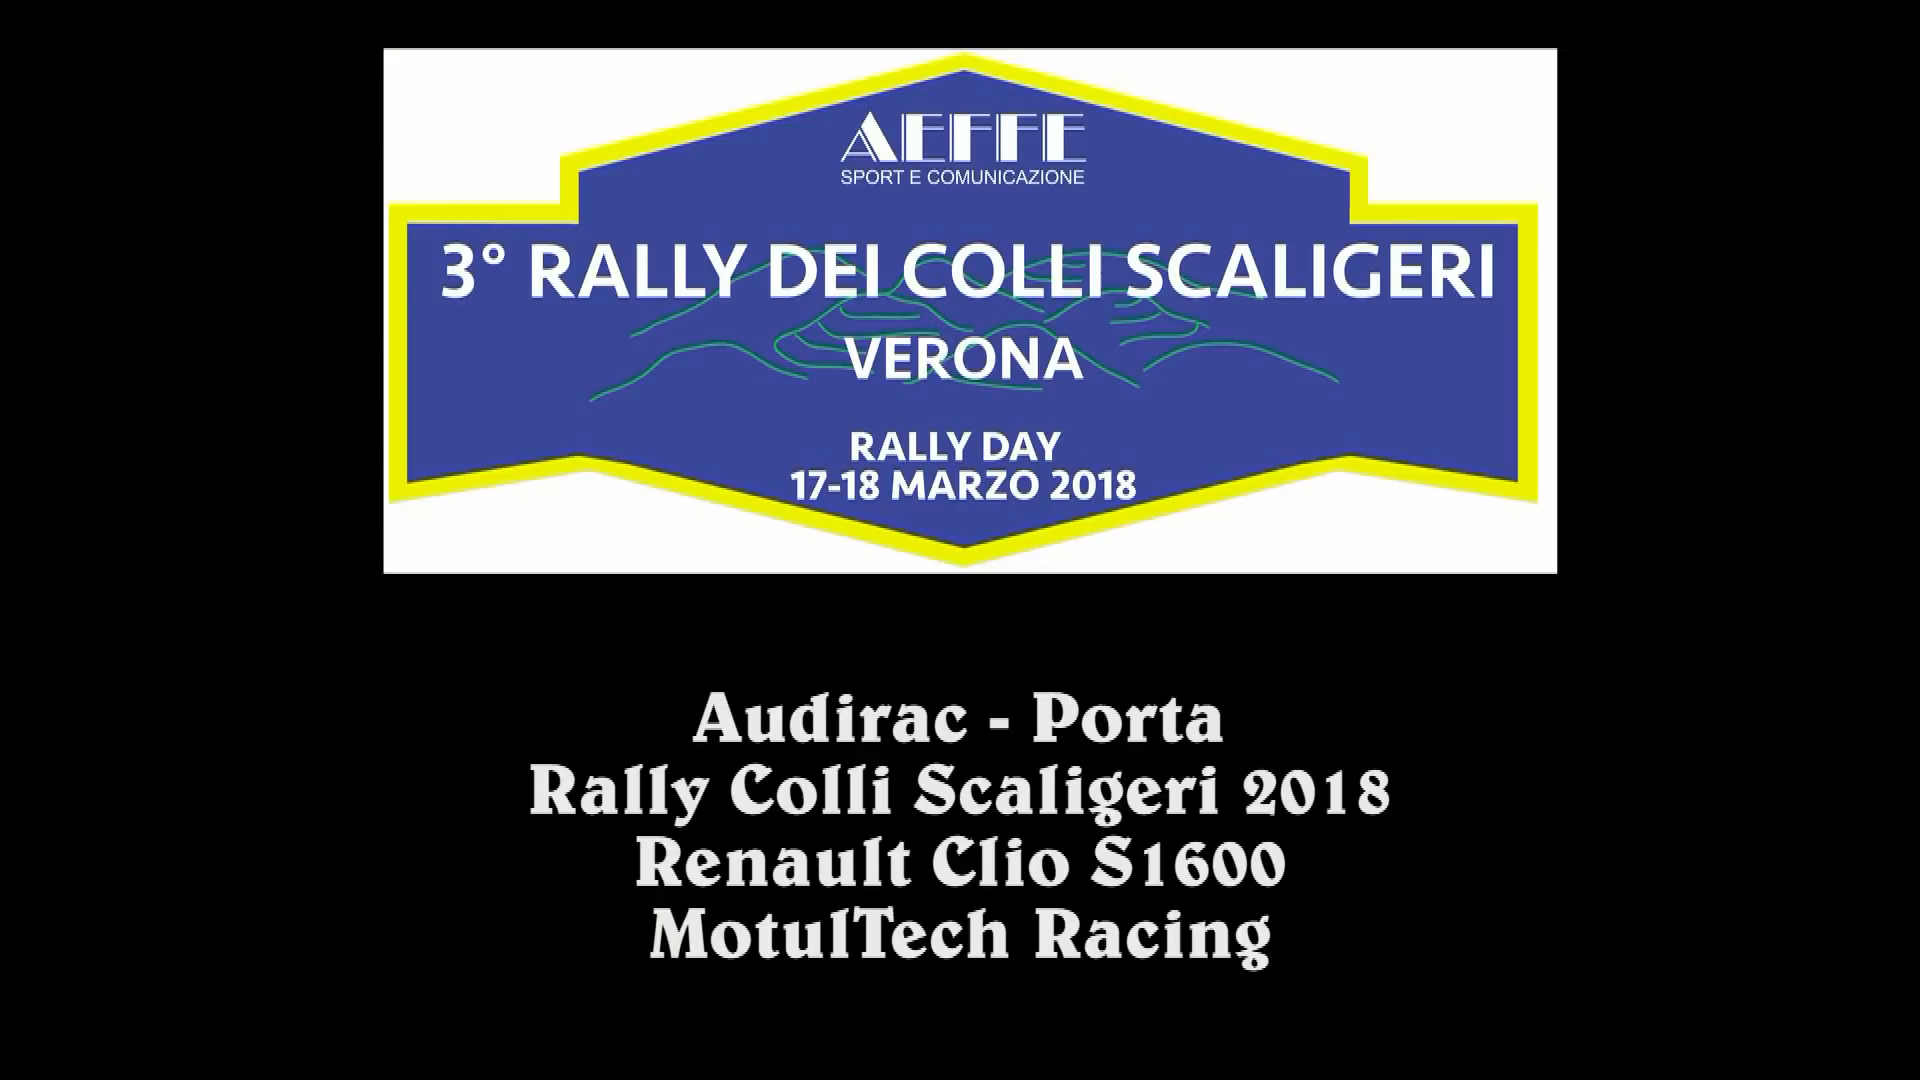 AEFFE
SPORT E COMUNICAZIONE
3° RALLY DEI COLLI SCALIGERI
VERONA
RALLY DAY
17-18 MARZO 2018
Audirac - Porta
Rally Colli Scaligeri 2018
Renault Clio S1600
MotulTech Racing